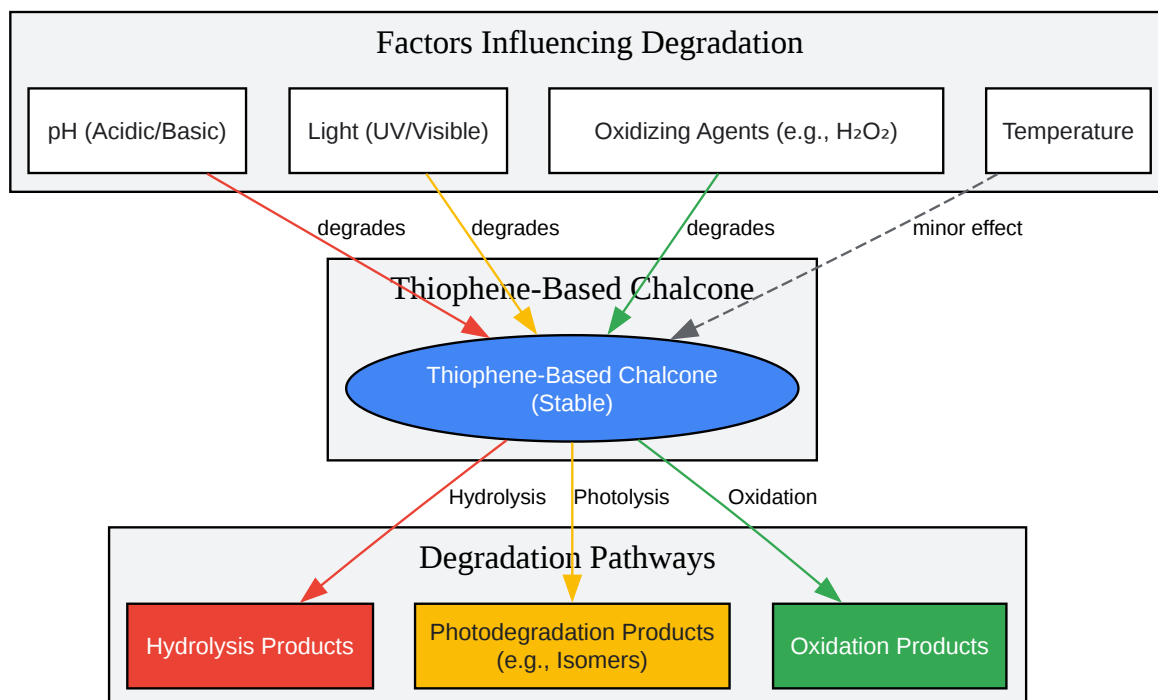 Factors Influencing Degradation
pH (Acidic/Basic)
Light (UV/Visible)
Oxidizing Agents (e.g., H₂O₂)
Temperature
degrades
degrades
degrades
minor effect
Thiophene-Based Chalcone
Thiophene-Based Chalcone
(Stable)
Hydrolysis
Photolysis
Oxidation
Degradation Pathways
Hydrolysis Products
Photodegradation Products
(e.g., Isomers)
Oxidation Products